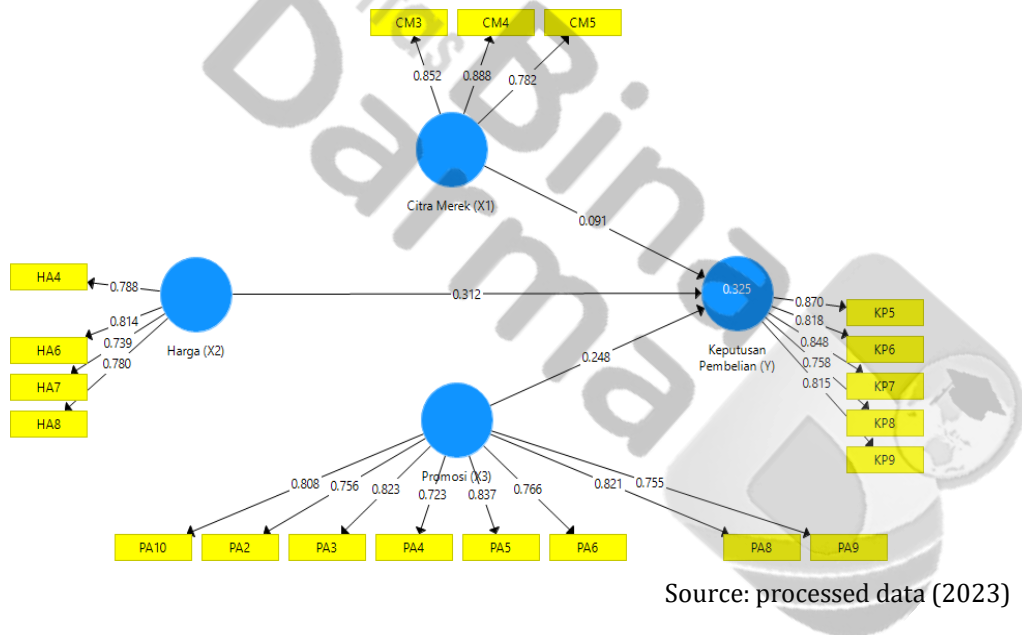 CM3
CM4
CM5
0.852
0.888
0.782
Citra Merek (X1)
0.091
HA4
HA6
HA7
HA8
0.788
0.814
0.739
0.780
Harga (X2)
0.312
0.325
Keputusan
Pembelian (Y)
0.870
0.818
0.848
0.758
0.815
KP5
KP6
KP7
KP8
KP9
0.248
Promosi (X3)
0.808
0.756
0.823
0.723
0.837
0.766
0.821
0.755
PA10
PA2
PA3
PA4
PA5
PA6
PA8
PA9
Source: processed data (2023)
Bina
Darma